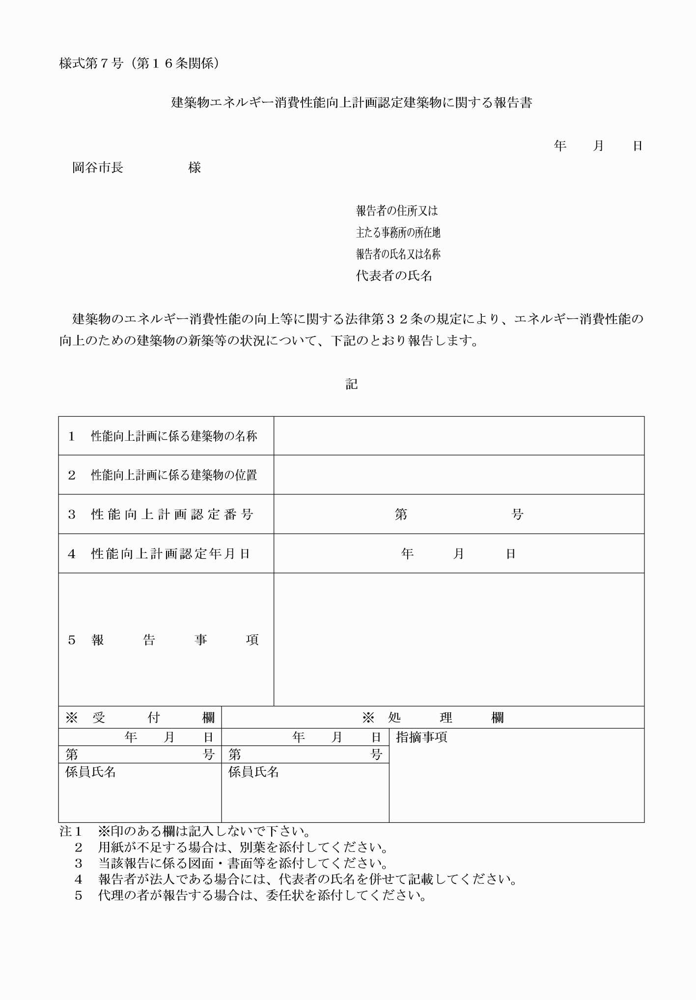 様式第７号（第１６条関係）
建築物エネルギー消費性能向上計画認定建築物に関する報告書
年　　月　　日
岡谷市長　　　　　様
報告者の住所又は
主たる事務所の所在地
報告者の氏名又は名称
代表者の氏名
建築物のエネルギー消費性能の向上等に関する法律第３２条の規定により、エネルギー消費性能の
向上のための建築物の新築等の状況について、下記のとおり報告します。
記
１　性能向上計画に係る建築物の名称
２　性能向上計画に係る建築物の位置
３　性能向上計画認定番号　　第　　　　　　　　号
４　性能向上計画認定年月日　　年　　　月　　　日
５　報　　　告　　　事　　　項
※　受　　　付　　　欄　　※　処　　　理　　　欄
年　　月　　日　　年　　月　　日　　指摘事項
第　　　　　　　　　号　　第　　　　　　　　　　号
係員氏名　　係員氏名
注１　※印のある欄は記入しないで下さい。
２　用紙が不足する場合は、別葉を添付してください。
３　当該報告に係る図面・書面等を添付してください。
４　報告者が法人である場合には、代表者の氏名を併せて記載してください。
５　代理の者が報告する場合は、委任状を添付してください。